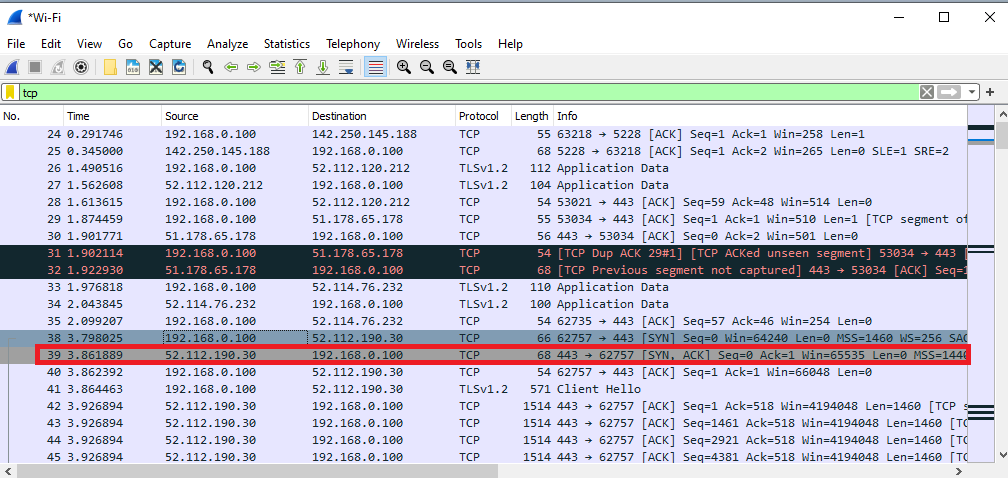 *Wi-Fi
File Edit View Go Capture Analyze Statistics Telephony Wireless Tools Help
tcp
No. Time Source Destination Protocol Length Info
24 0.291746 192.168.0.100 142.250.145.188 TCP 55 63218 → 5228 [ACK] Seq=1 Ack=1 Win=258 Len=1
25 0.345000 142.250.145.188 192.168.0.100 TCP 68 5228 → 63218 [ACK] Seq=1 Ack=2 Win=265 Len=0 SLE=1 SRE=2
26 1.490516 192.168.0.100 52.112.120.212 TLSv1.2 112 Application Data
27 1.562608 52.112.120.212 192.168.0.100 TLSv1.2 104 Application Data
28 1.613615 192.168.0.100 52.112.120.212 TCP 54 53021 → 443 [ACK] Seq=59 Ack=48 Win=514 Len=0
29 1.874459 192.168.0.100 51.178.65.178 TCP 55 53034 → 443 [ACK] Seq=1 Ack=1 Win=510 Len=1 [TCP segment of
30 1.901771 51.178.65.178 192.168.0.100 TCP 56 443 → 53034 [ACK] Seq=0 Ack=2 Win=501 Len=0
31 1.902114 192.168.0.100 51.178.65.178 TCP 54 [TCP Dup ACK 29#1] [TCP ACKed unseen segment] 53034 → 443 [
32 1.922930 51.178.65.178 192.168.0.100 TCP 68 [TCP Previous segment not captured] 443 → 53034 [ACK] Seq=1
33 1.976818 192.168.0.100 52.114.76.232 TLSv1.2 110 Application Data
34 2.043845 52.114.76.232 192.168.0.100 TLSv1.2 100 Application Data
35 2.099207 192.168.0.100 52.114.76.232 TCP 54 62735 → 443 [ACK] Seq=57 Ack=46 Win=254 Len=0
38 3.798025 192.168.0.100 52.112.190.30 TCP 66 62757 → 443 [SYN] Seq=0 Win=64240 Len=0 MSS=1460 WS=256 SAC
39 3.861889 52.112.190.30 192.168.0.100 TCP 68 443 → 62757 [SYN, ACK] Seq=0 Ack=1 Win=65535 Len=0 MSS=1440
40 3.862392 192.168.0.100 52.112.190.30 TCP 54 62757 → 443 [ACK] Seq=1 Ack=1 Win=66048 Len=0
41 3.864463 192.168.0.100 52.112.190.30 TLSv1.2 571 Client Hello
42 3.926894 52.112.190.30 192.168.0.100 TCP 1514 443 → 62757 [ACK] Seq=1 Ack=518 Win=4194048 Len=1460 [TCP s
43 3.926894 52.112.190.30 192.168.0.100 TCP 1514 443 → 62757 [ACK] Seq=1461 Ack=518 Win=4194048 Len=1460 [TC
44 3.926894 52.112.190.30 192.168.0.100 TCP 1514 443 → 62757 [ACK] Seq=2921 Ack=518 Win=4194048 Len=1460 [TC
45 3.926894 52.112.190.30 192.168.0.100 TCP 1514 443 → 62757 [ACK] Seq=4381 Ack=518 Win=4194048 Len=1460 [TC